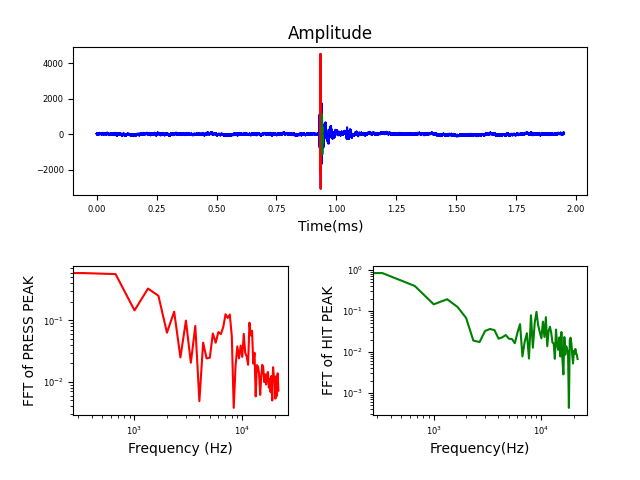 Amplitude
4000
2000
0
−2000
0.00 0.25 0.50 0.75 1.00 1.25 1.50 1.75 2.00
Time(ms)
FFT of PRESS PEAK
10⁻¹
10⁻²
10³ 10⁴
Frequency (Hz)
FFT of HIT PEAK
10⁰
10⁻¹
10⁻²
10⁻³
10³ 10⁴
Frequency(Hz)